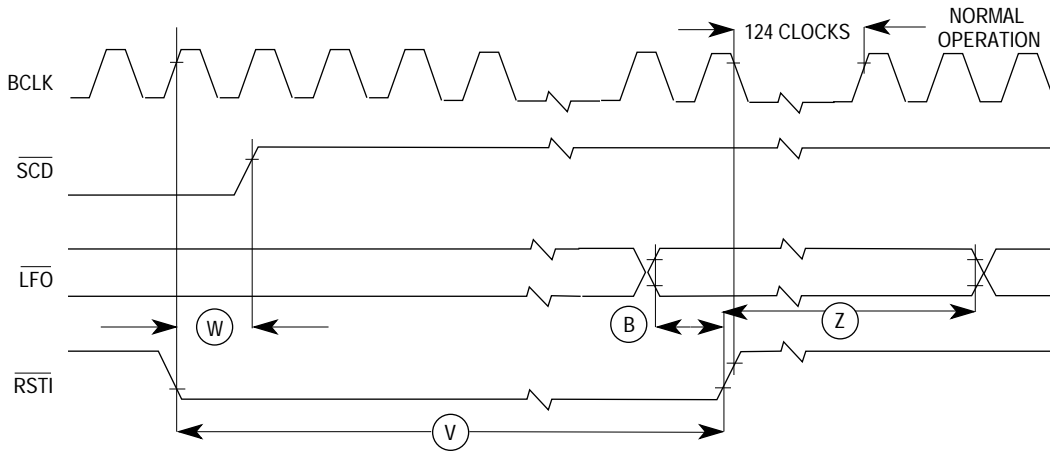 124 CLOCKS
NORMAL
OPERATION
BCLK
SCD
LFO
W
B
Z
RSTI
V